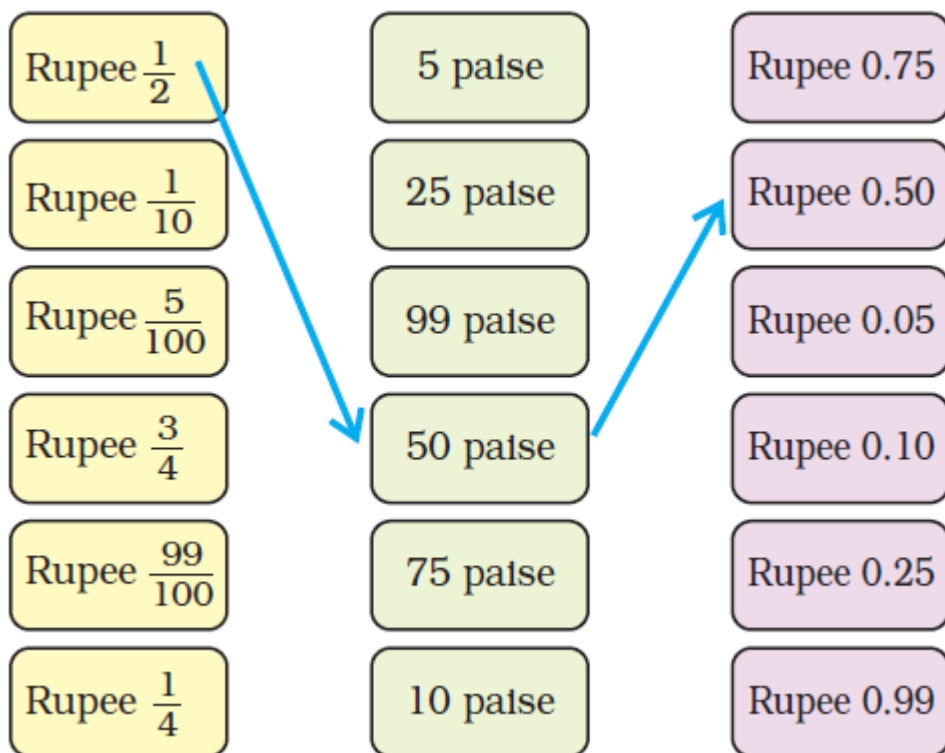 Rupee 1/2 5 paise Rupee 0.75
Rupee 1/10 25 paise Rupee 0.50
Rupee 5/100 99 paise Rupee 0.05
Rupee 3/4 50 paise Rupee 0.10
Rupee 99/100 75 paise Rupee 0.25
Rupee 1/4 10 paise Rupee 0.99